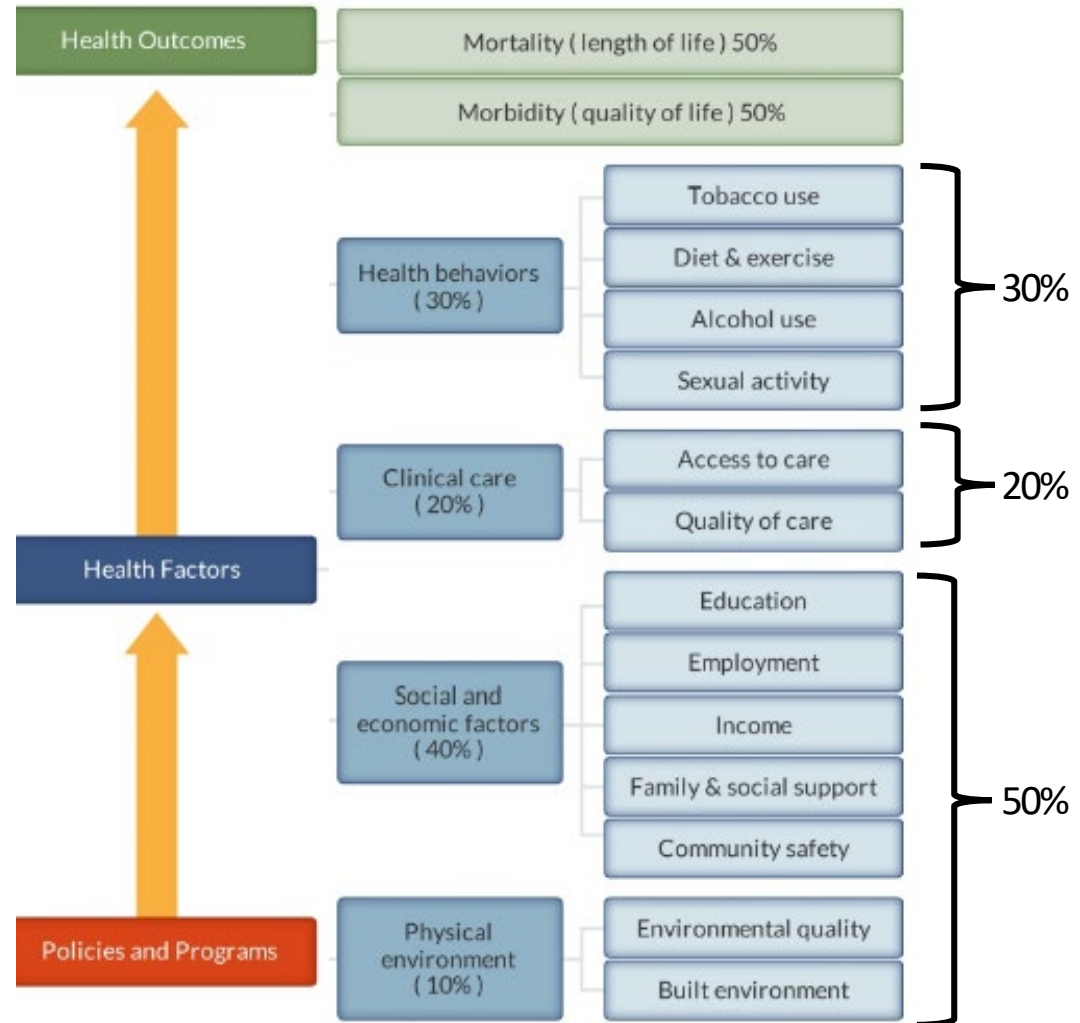 Health Outcomes
Mortality ( length of life ) 50%
Morbidity ( quality of life ) 50%
Tobacco use
Diet & exercise
Alcohol use
Sexual activity
Health behaviors
( 30% )
30%
Access to care
Quality of care
Clinical care
( 20% )
20%
Health Factors
Education
Employment
Income
Family & social support
Community safety
Social and
economic factors
( 40% )
50%
Policies and Programs
Physical
environment
( 10% )
Environmental quality
Built environment